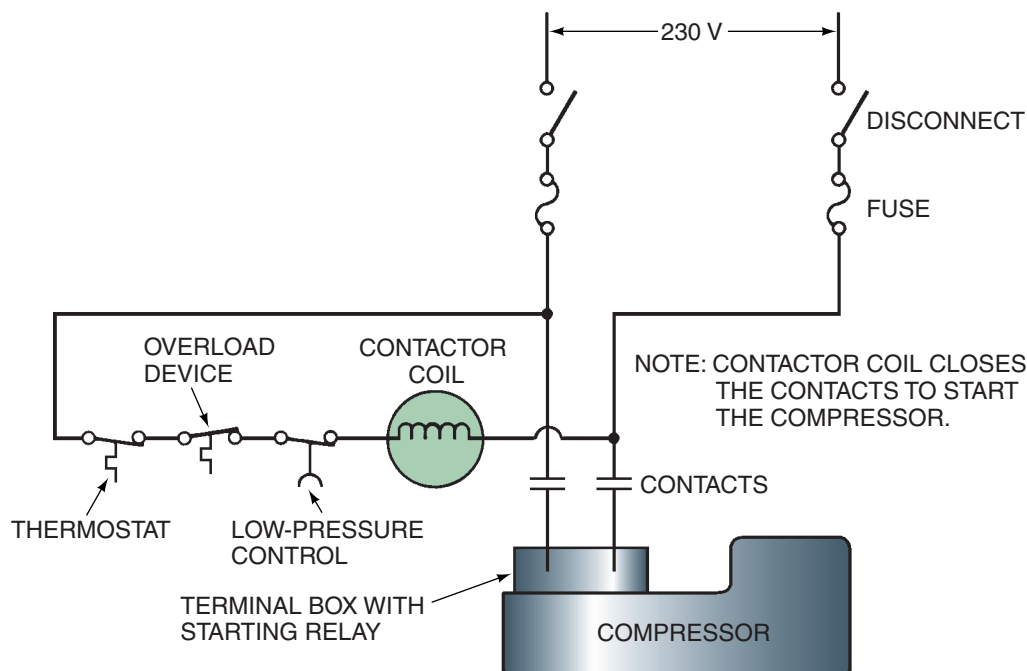 230 V
DISCONNECT
FUSE
OVERLOAD
DEVICE
CONTACTOR
COIL
NOTE: CONTACTOR COIL CLOSES
THE CONTACTS TO START
THE COMPRESSOR.
CONTACTS
THERMOSTAT
LOW-PRESSURE
CONTROL
TERMINAL BOX WITH
STARTING RELAY
COMPRESSOR